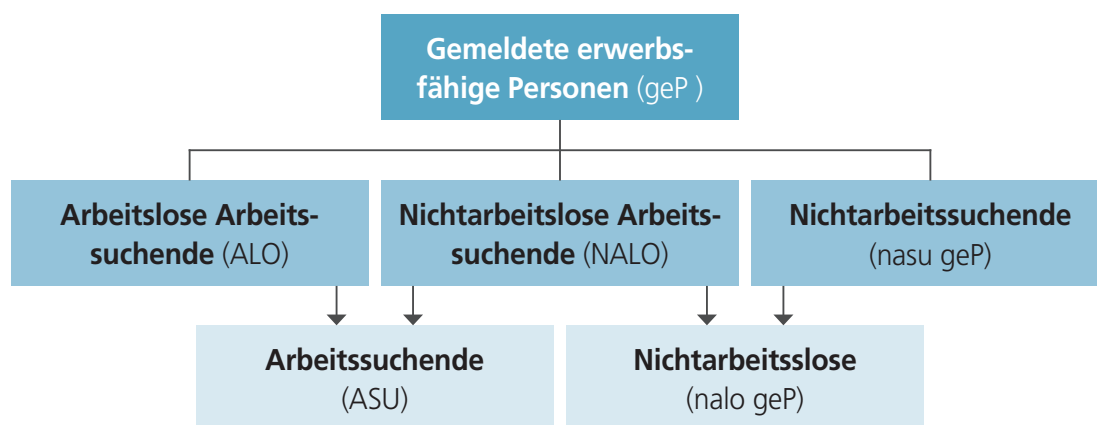 Gemeldete erwerbs-
fähige Personen (geP )
Arbeitslose Arbeits-
suchende (ALO)
Nichtarbeitslose Arbeits-
suchende (NALO)
Nichtarbeitssuchende
(nasu geP)
Arbeitssuchende
(ASU)
Nichtarbeitsslose
(nalo geP)